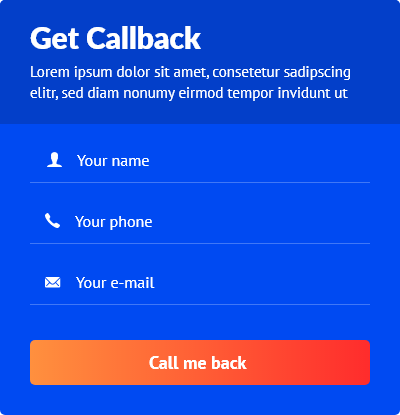 Get Callback
Lorem ipsum dolor sit amet, consetetur sadipscing
elitr, sed diam nonumy eirmod tempor invidunt ut
Your name
Your phone
Your e-mail
Call me back